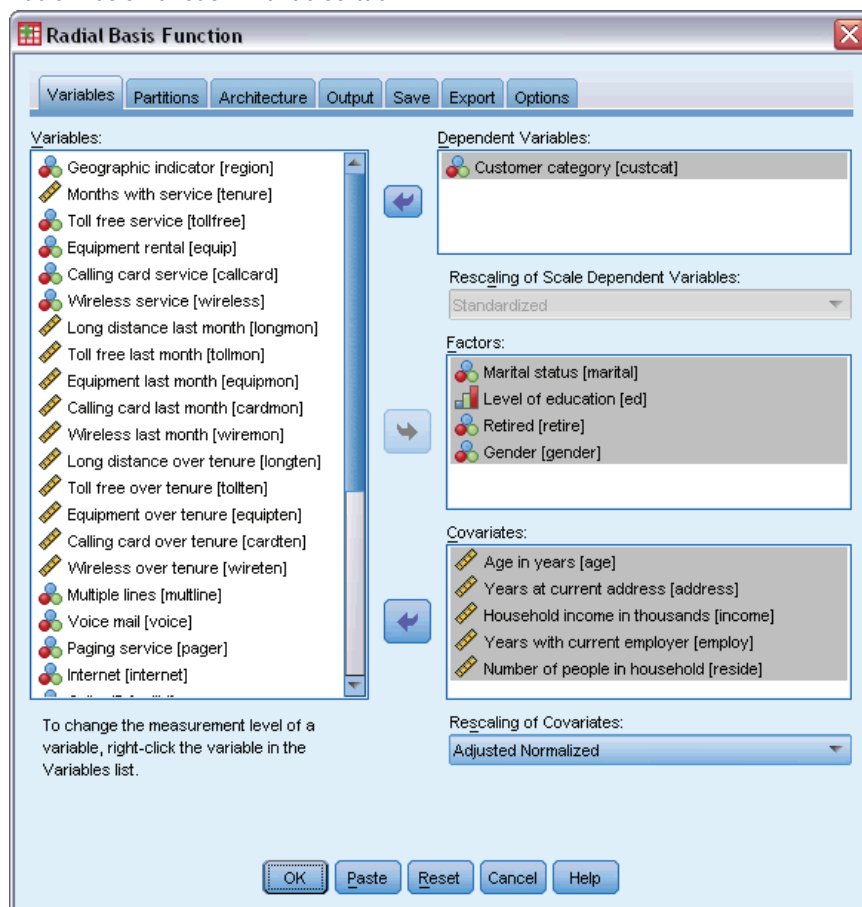 Radial Basis Function
Variables Partitions Architecture Output Save Export Options
Variables:
Geographic indicator [region]
Months with service [tenure]
Toll free service [tollfree]
Equipment rental [equip]
Calling card service [callcard]
Wireless service [wireless]
Long distance last month [longmon]
Toll free last month [tollmon]
Equipment last month [equipmon]
Calling card last month [cardmon]
Wireless last month [wiremon]
Long distance over tenure [longten]
Toll free over tenure [tollten]
Equipment over tenure [equipten]
Calling card over tenure [cardten]
Wireless over tenure [wireten]
Multiple lines [multline]
Voice mail [voice]
Paging service [pager]
Internet [internet]
To change the measurement level of a
variable, right-click the variable in the
Variables list.
Dependent Variables:
Customer category [custcat]
Rescaling of Scale Dependent Variables:
Standardized
Factors:
Marital status [marital]
Level of education [ed]
Retired [retire]
Gender [gender]
Covariates:
Age in years [age]
Years at current address [address]
Household income in thousands [income]
Years with current employer [employ]
Number of people in household [reside]
Rescaling of Covariates:
Adjusted Normalized
OK Paste Reset Cancel Help